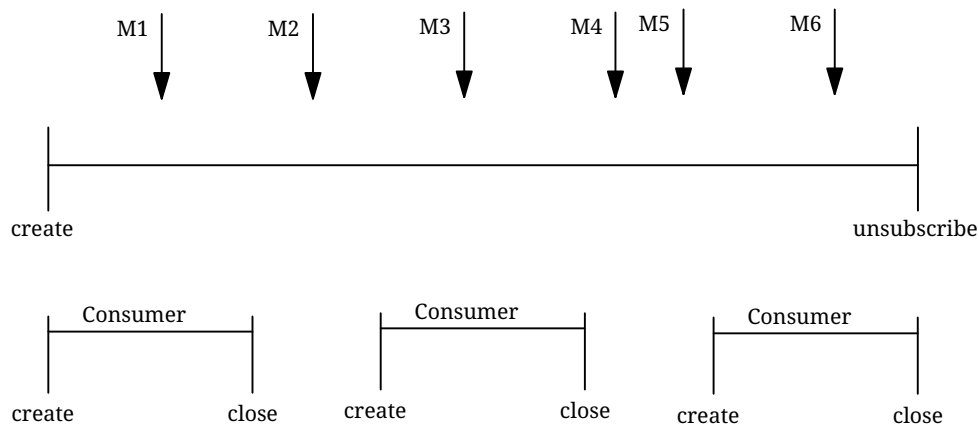 M1 M2 M3 M4 M5 M6
create unsubscribe
Consumer Consumer Consumer
create close create close create close